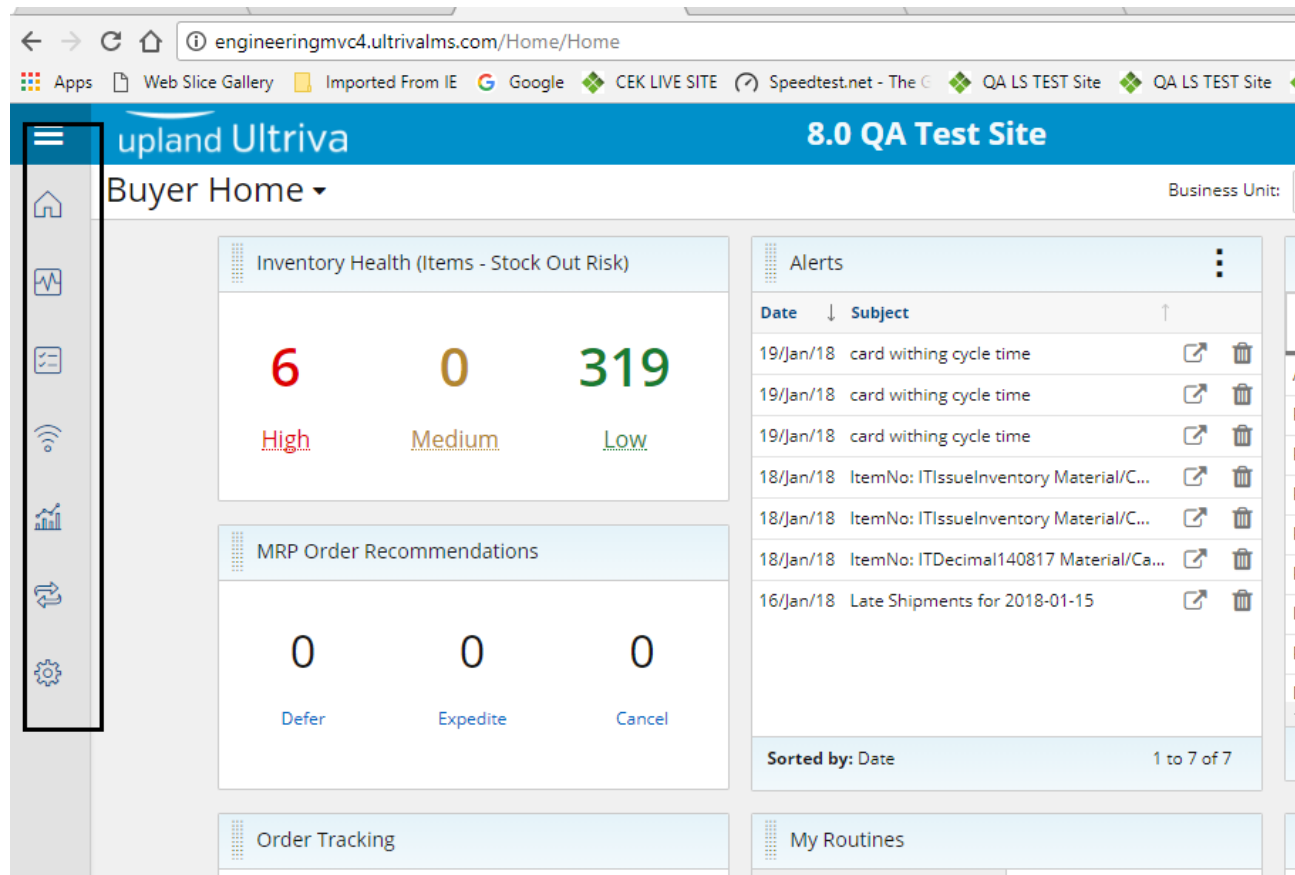 engineeringmvc4.ultrivalms.com/Home/Home
Apps Web Slice Gallery Imported From IE Google CEK LIVE SITE Speedtest.net - The G QA LS TEST Site QA LS TEST Site
upland Ultriva 8.0 QA Test Site
Buyer Home Business Unit:
Inventory Health (Items - Stock Out Risk)
6 0 319
High Medium Low
MRP Order Recommendations
0 0 0
Defer Expedite Cancel
Order Tracking
Alerts
Date ↓ Subject ↑
19/Jan/18 card withing cycle time
19/Jan/18 card withing cycle time
19/Jan/18 card withing cycle time
18/Jan/18 ItemNo: ITIssueInventory Material/C...
18/Jan/18 ItemNo: ITIssueInventory Material/C...
18/Jan/18 ItemNo: ITDecimal140817 Material/Ca...
16/Jan/18 Late Shipments for 2018-01-15
Sorted by: Date 1 to 7 of 7
My Routines